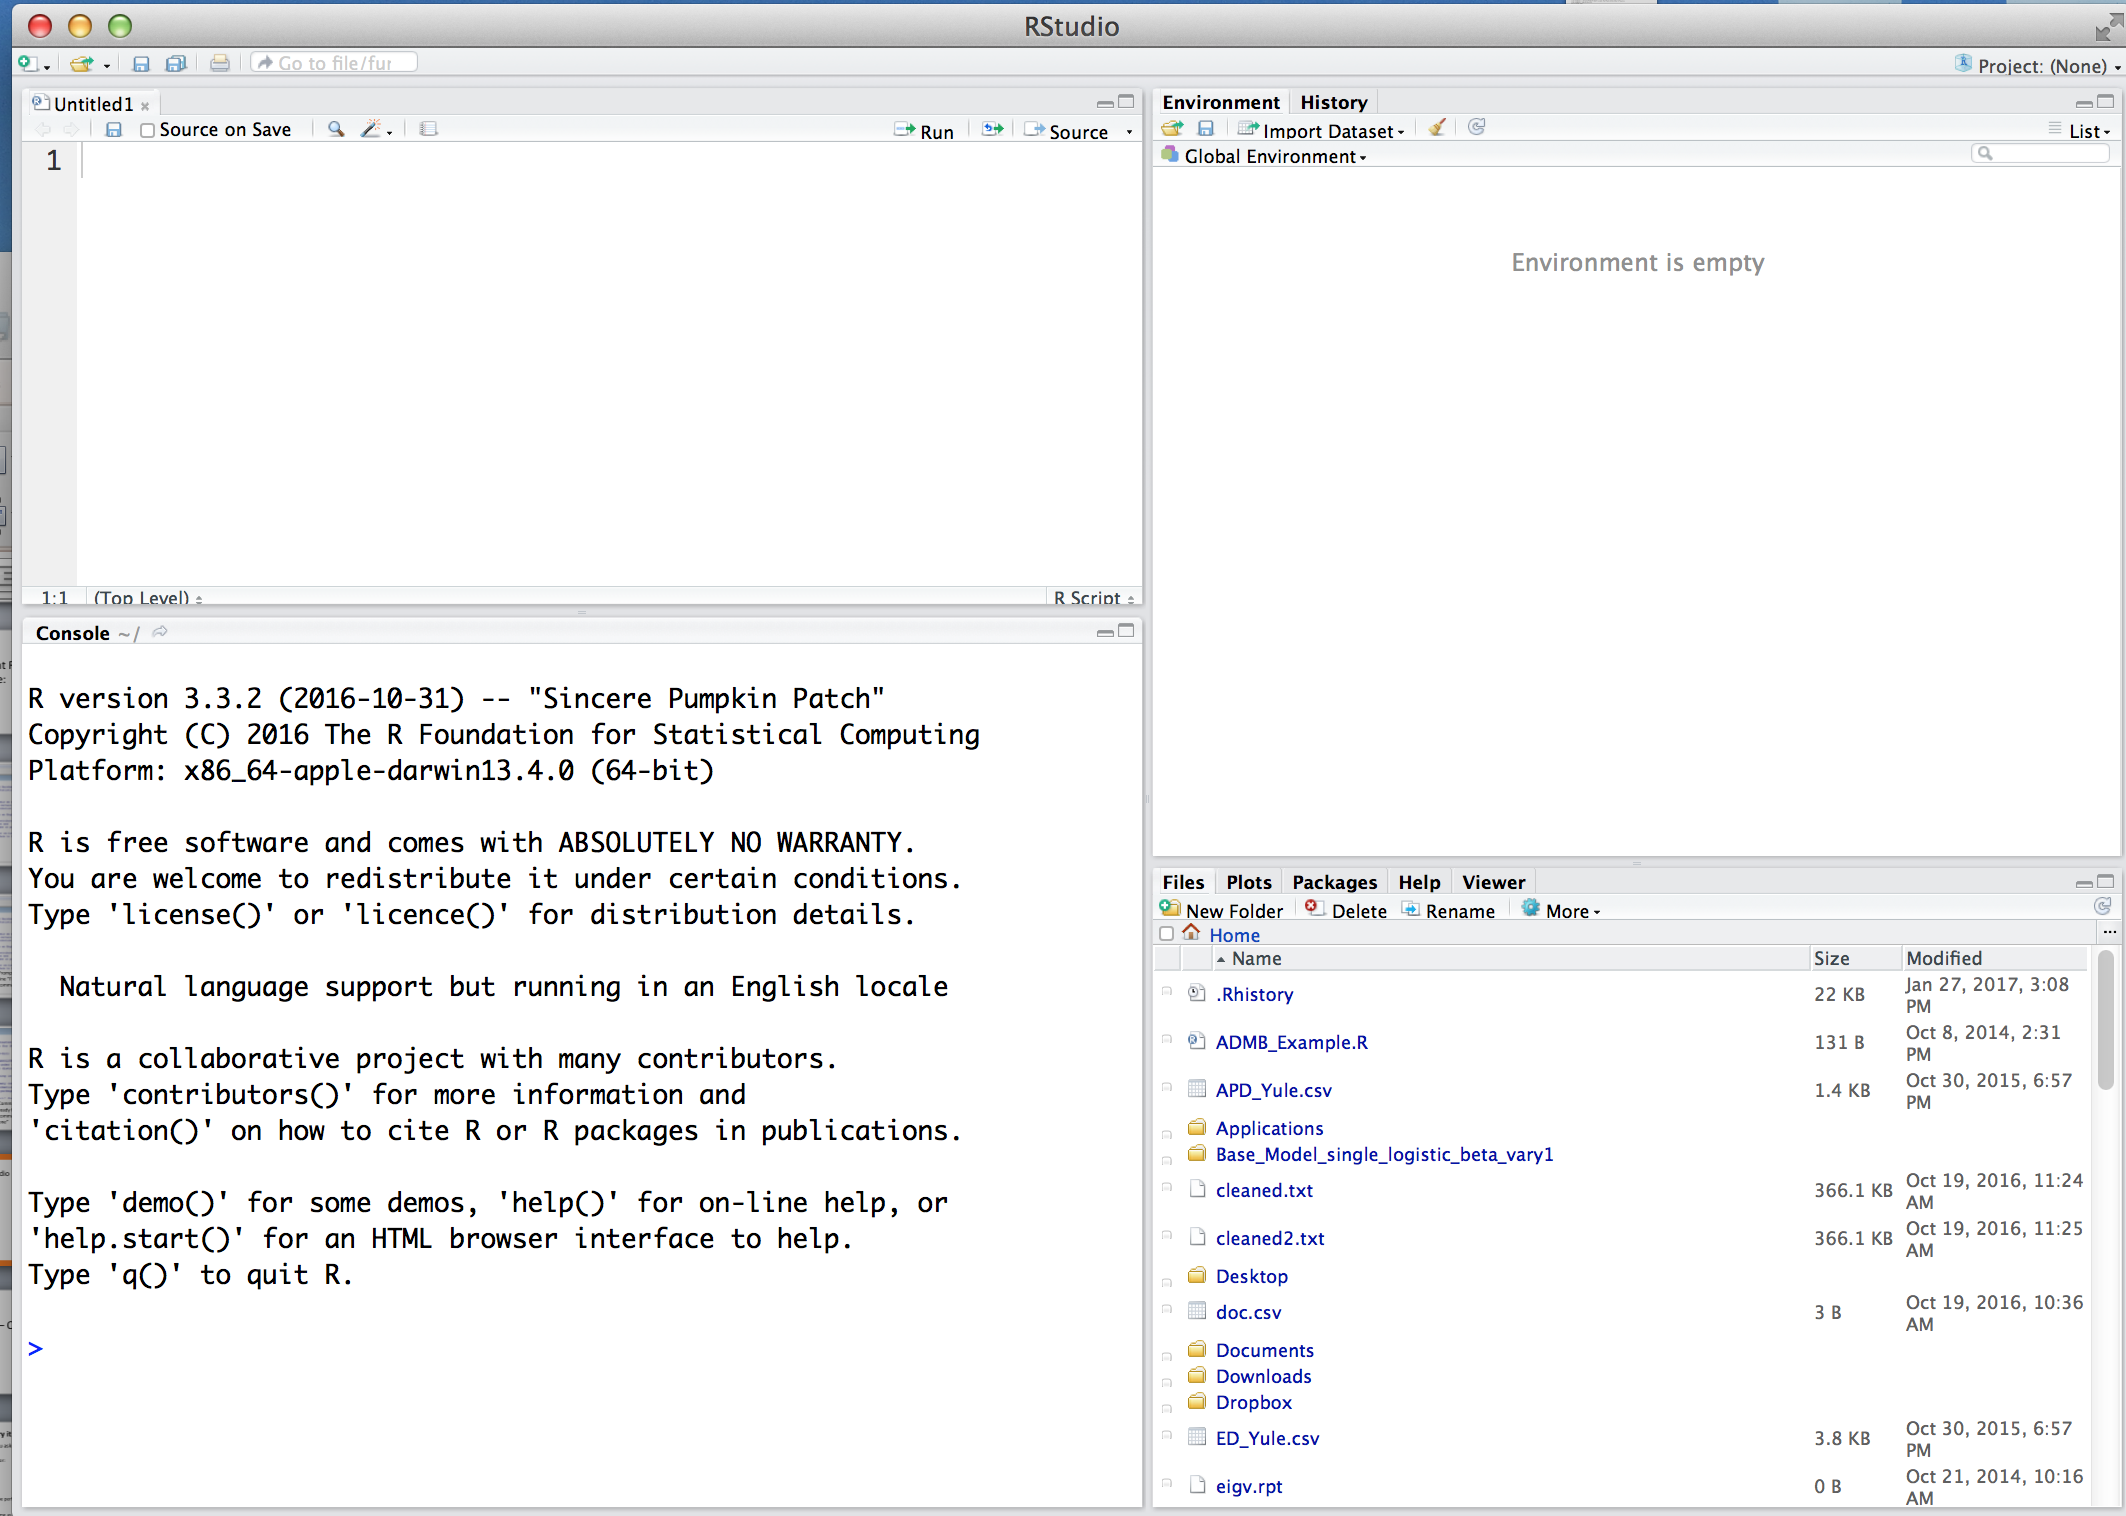 RStudio
Go to file/fur
Project: (None)
Untitled1
Source on Save
Run
Source
1
1:1
(Top Level)
R Script
Console ~/
R version 3.3.2 (2016-10-31) -- "Sincere Pumpkin Patch"
Copyright (C) 2016 The R Foundation for Statistical Computing
Platform: x86_64-apple-darwin13.4.0 (64-bit)
R is free software and comes with ABSOLUTELY NO WARRANTY.
You are welcome to redistribute it under certain conditions.
Type 'license()' or 'licence()' for distribution details.
Natural language support but running in an English locale
R is a collaborative project with many contributors.
Type 'contributors()' for more information and
'citation()' on how to cite R or R packages in publications.
Type 'demo()' for some demos, 'help()' for on-line help, or
'help.start()' for an HTML browser interface to help.
Type 'q()' to quit R.
>
Environment History
Import Dataset
List
Global Environment
Environment is empty
Files Plots Packages Help Viewer
New Folder Delete Rename More
Home ...
Name Size Modified
.Rhistory 22 KB Jan 27, 2017, 3:08
PM
ADMB_Example.R 131 B Oct 8, 2014, 2:31
PM
APD_Yule.csv 1.4 KB Oct 30, 2015, 6:57
PM
Applications
Base_Model_single_logistic_beta_vary1
cleaned.txt 366.1 KB Oct 19, 2016, 11:24
AM
cleaned2.txt 366.1 KB Oct 19, 2016, 11:25
AM
Desktop
doc.csv 3 B Oct 19, 2016, 10:36
AM
Documents
Downloads
Dropbox
ED_Yule.csv 3.8 KB Oct 30, 2015, 6:57
PM
eigv.rpt 0 B Oct 21, 2014, 10:16
AM